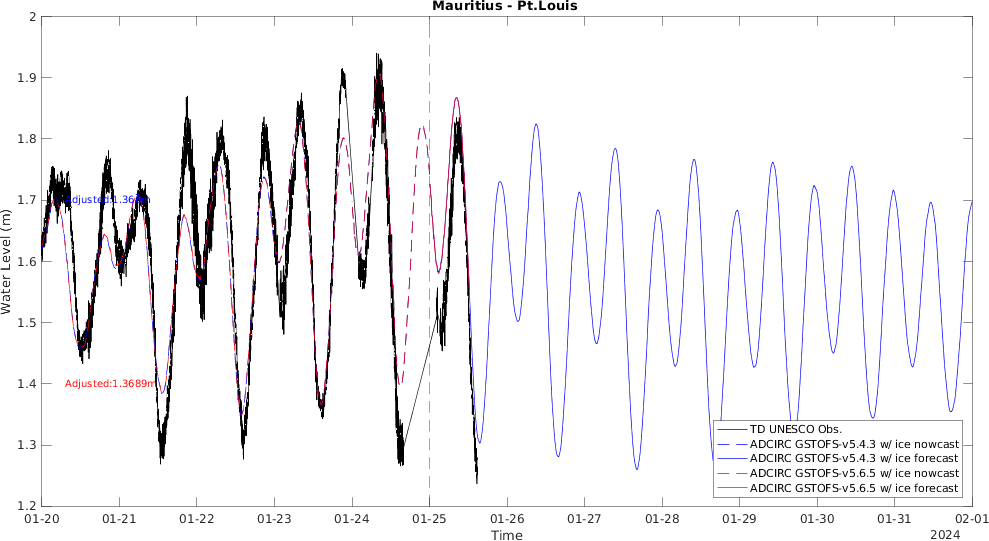 Mauritius - Pt.Louis
2
1.9
1.8
1.7
1.6
1.5
1.4
1.3
1.2
Water Level (m)
Adjusted:1.3689m
TD UNESCO Obs.
ADCIRC GSTOFS-v5.4.3 w/ ice nowcast
ADCIRC GSTOFS-v5.4.3 w/ ice forecast
ADCIRC GSTOFS-v5.6.5 w/ ice nowcast
ADCIRC GSTOFS-v5.6.5 w/ ice forecast
01-20 01-21 01-22 01-23 01-24 01-25 01-26 01-27 01-28 01-29 01-30 01-31 02-01
Time
2024